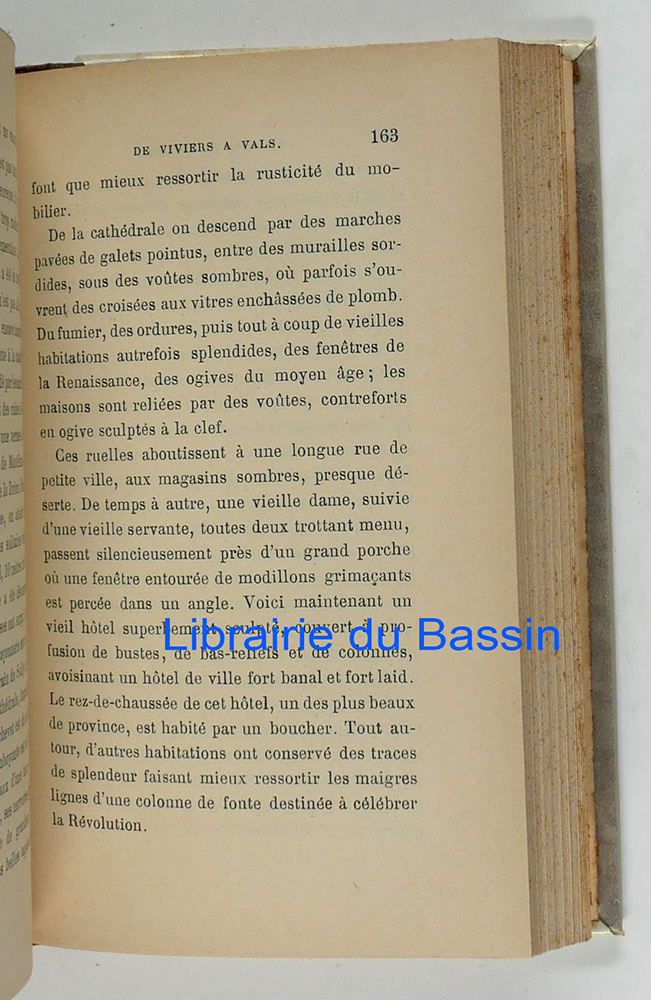 DE VIVIERS A VALS. 163
font que mieux ressortir la rusticité du mo-
bilier.
De la cathédrale on descend par des marches
pavées de galets pointus, entre des murailles sor-
dides, sous des voûtes sombres, où parfois s'ou-
vrent des croisées aux vitres enchâssées de plomb.
Du fumier, des ordures, puis tout à coup de vieilles
habitations autrefois splendides, des fenêtres de
la Renaissance, des ogives du moyen âge ; les
maisons sont reliées par des voûtes, contreforts
en ogive sculptés à la clef.
Ces ruelles aboutissent à une longue rue de
petite ville, aux magasins sombres, presque dé-
serte. De temps à autre, une vieille dame, suivie
d'une vieille servante, toutes deux trottant menu,
passent silencieusement près d'un grand porche
où une fenêtre entourée de modillons grimaçants
est percée dans un angle. Voici maintenant un
vieil hôtel superbement sculpté, couvert à pro-
fusion de bustes, de bas-reliefs et de colonnes,
avoisinant un hôtel de ville fort banal et fort laid.
Le rez-de-chaussée de cet hôtel, un des plus beaux
de province, est habité par un boucher. Tout au-
tour, d'autres habitations ont conservé des traces
de splendeur faisant mieux ressortir les maigres
lignes d'une colonne de fonte destinée à célébrer
la Révolution.
Librairie du Bassin